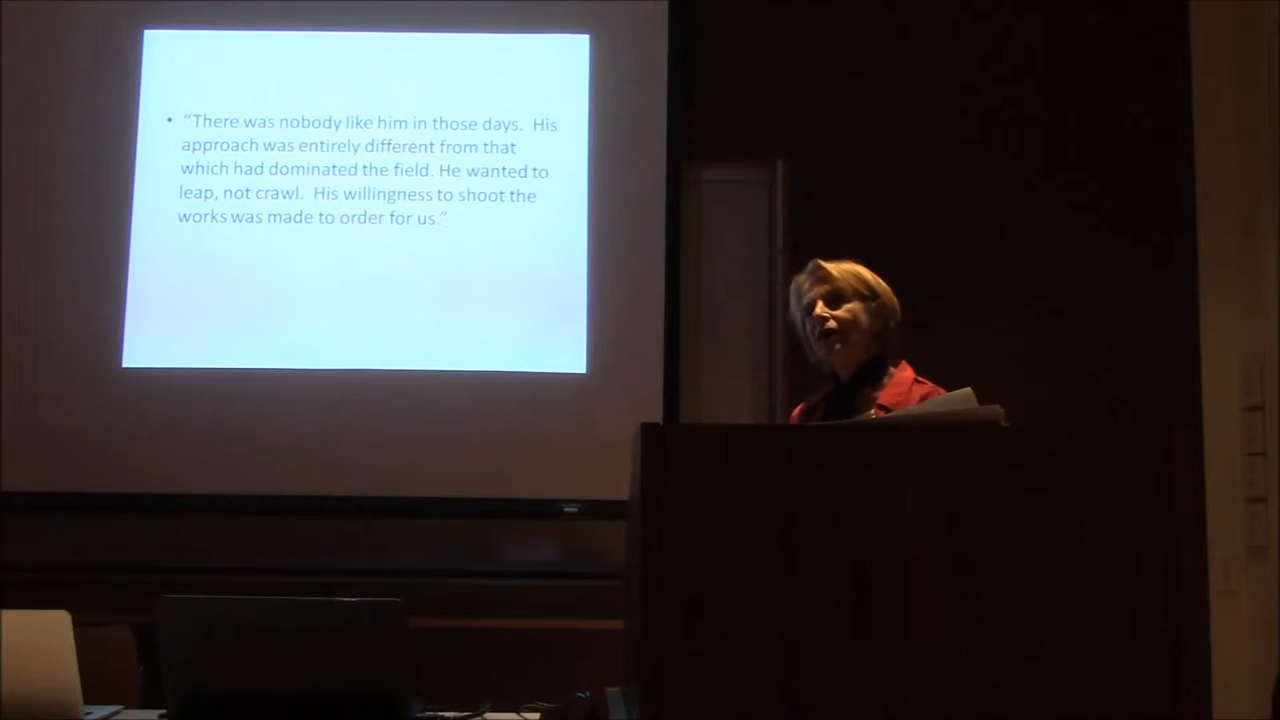 • “There was nobody like him in those days.  His
approach was entirely different from that
which had dominated the field. He wanted to
leap, not crawl.  His willingness to shoot the
works was made to order for us.”